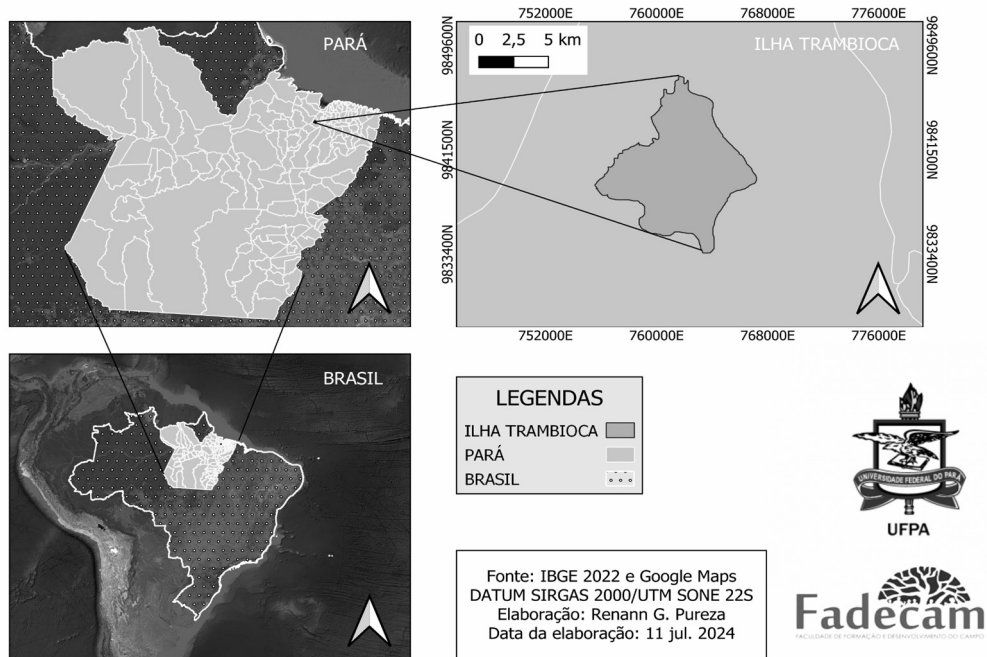 PARÁ
752000E 760000E 768000E 776000E
9849600N
9841500N
9833400N
0 2,5 5 km
ILHA TRAMBIOCA
9849600N
9841500N
9833400N
752000E 760000E 768000E 776000E
BRASIL
LEGENDAS
ILHA TRAMBIOCA
PARÁ
BRASIL
UNIVERSIDADE FEDERAL DO PARÁ
UFPA
Fonte: IBGE 2022 e Google Maps
DATUM SIRGAS 2000/UTM SONE 22S
Elaboração: Renann G. Pureza
Data da elaboração: 11 jul. 2024
Fadecam
FACULDADE DE FORMAÇÃO E DESENVOLVIMENTO DO CAMPO